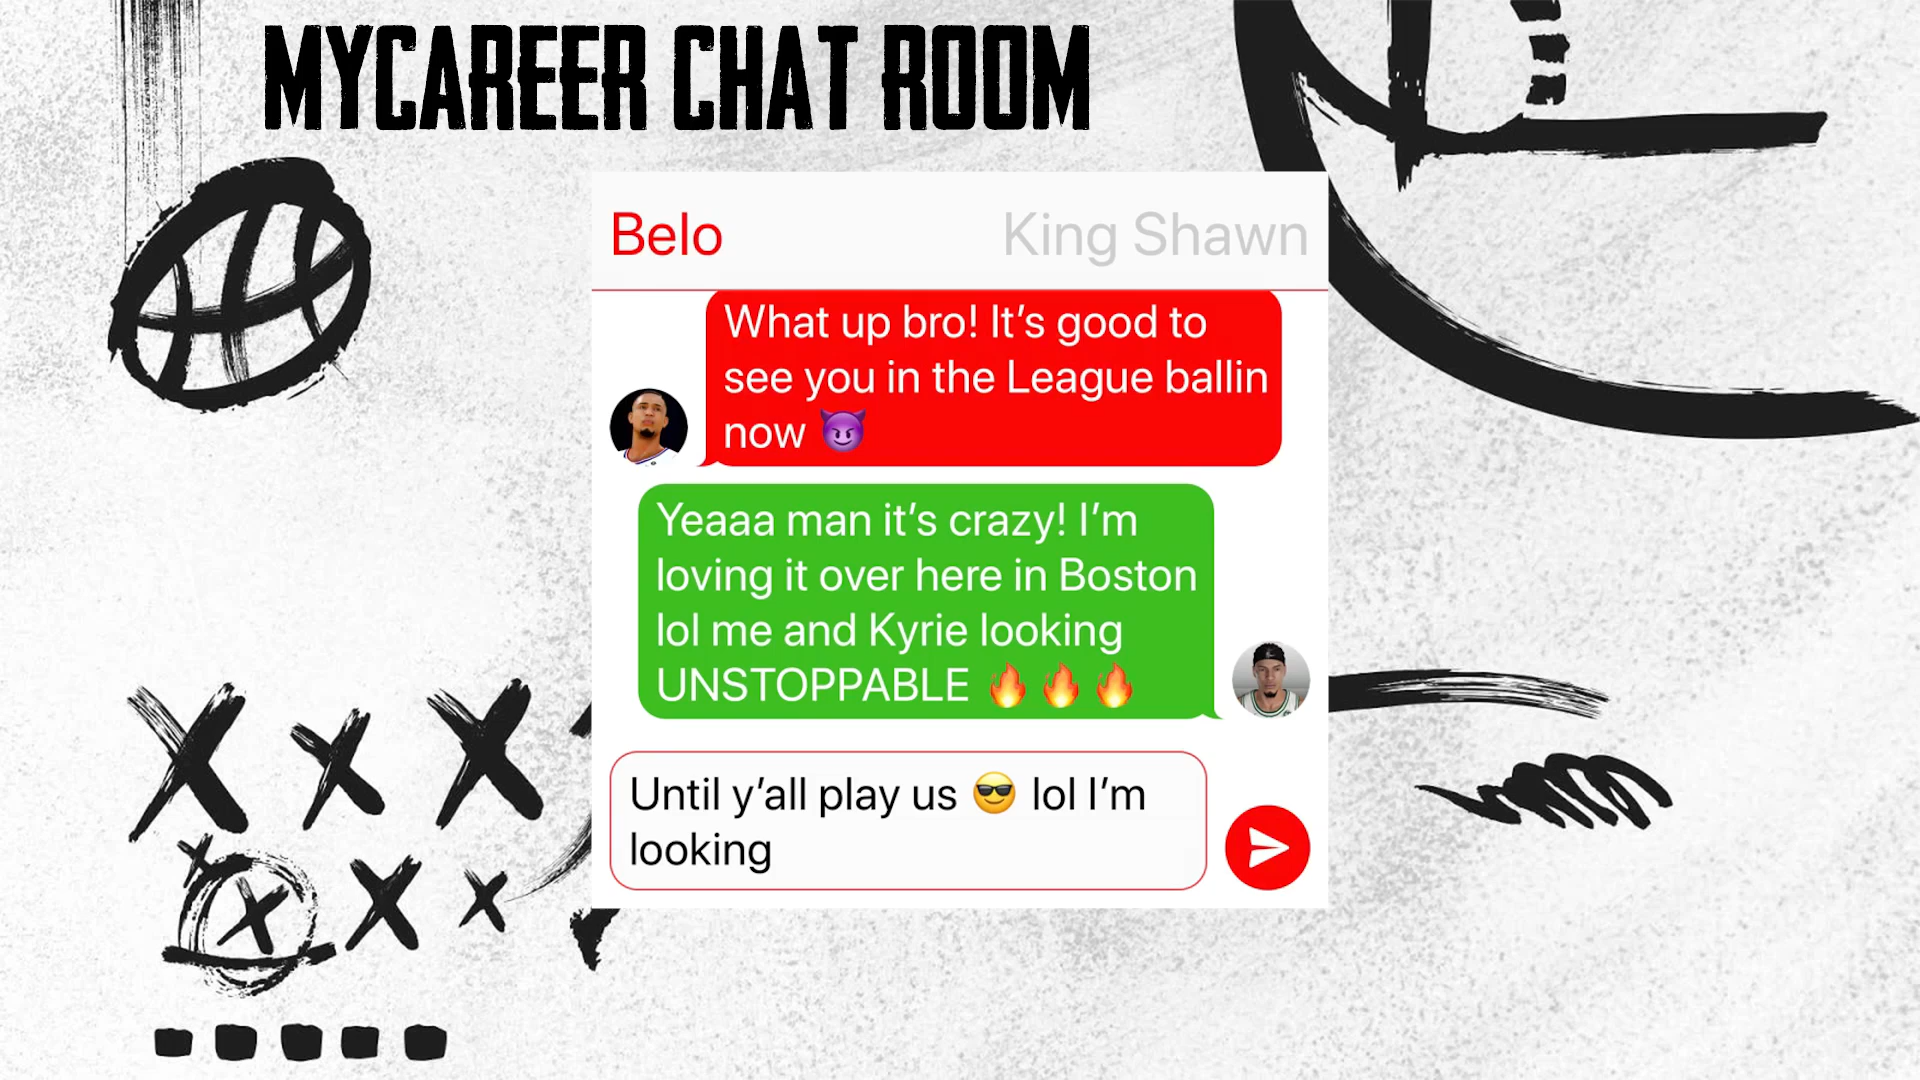 MYCAREER CHAT ROOM
Belo
King Shawn
What up bro! It’s good to
see you in the League ballin
now 😈
Yeaaa man it’s crazy! I’m
loving it over here in Boston
lol me and Kyrie looking
UNSTOPPABLE 🔥🔥🔥
Until y’all play us 😎 lol I’m
looking